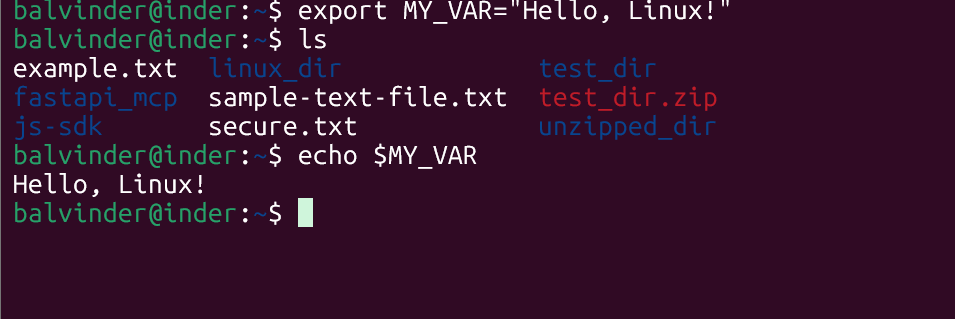 balvinder@inder:~$ export MY_VAR="Hello, Linux!"
balvinder@inder:~$ ls
example.txt  linux_dir             test_dir
fastapi_mcp  sample-text-file.txt  test_dir.zip
js-sdk       secure.txt            unzipped_dir
balvinder@inder:~$ echo $MY_VAR
Hello, Linux!
balvinder@inder:~$